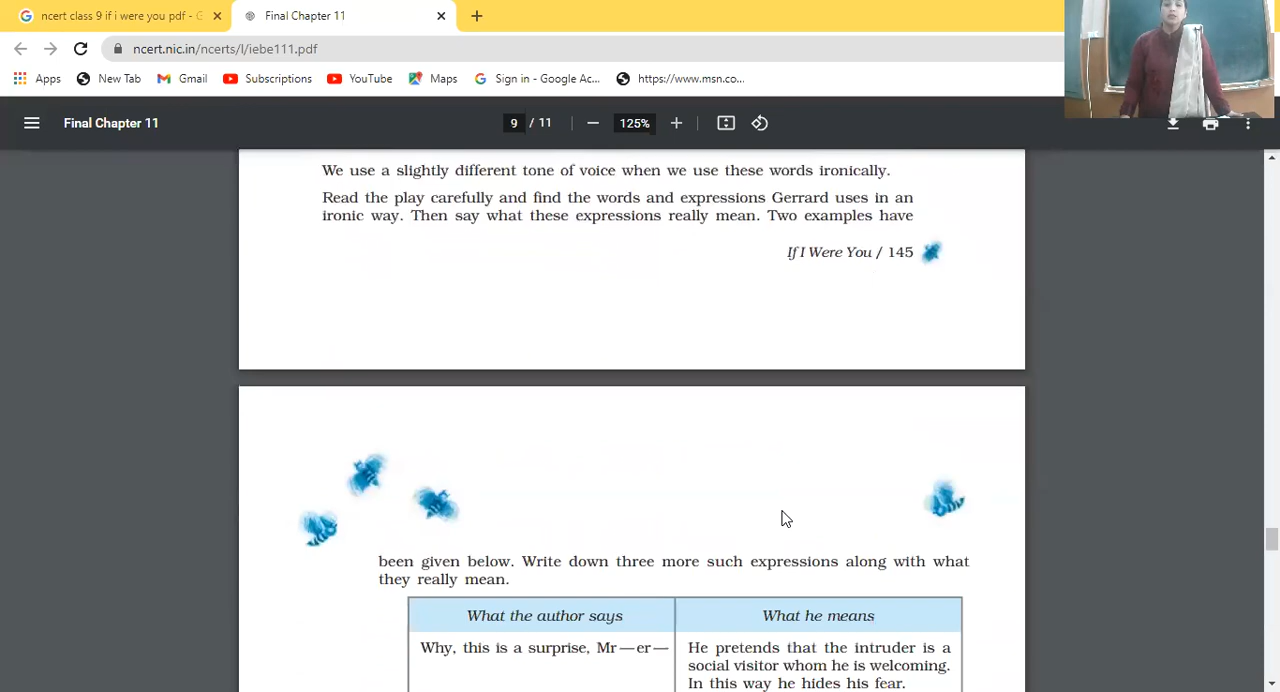 ncert class 9 if i were you pdf - G
Final Chapter 11
ncert.nic.in/ncerts/l/iebe111.pdf
Apps
New Tab
Gmail
Subscriptions
YouTube
Maps
Sign in - Google Ac...
https://www.msn.co...
Final Chapter 11
9 / 11
125%
We use a slightly different tone of voice when we use these words ironically.
Read the play carefully and find the words and expressions Gerrard uses in an
ironic way. Then say what these expressions really mean. Two examples have
If I Were You / 145
been given below. Write down three more such expressions along with what
they really mean.
What the author says
What he means
Why, this is a surprise, Mr—er—
He pretends that the intruder is a
social visitor whom he is welcoming.
In this way he hides his fear.